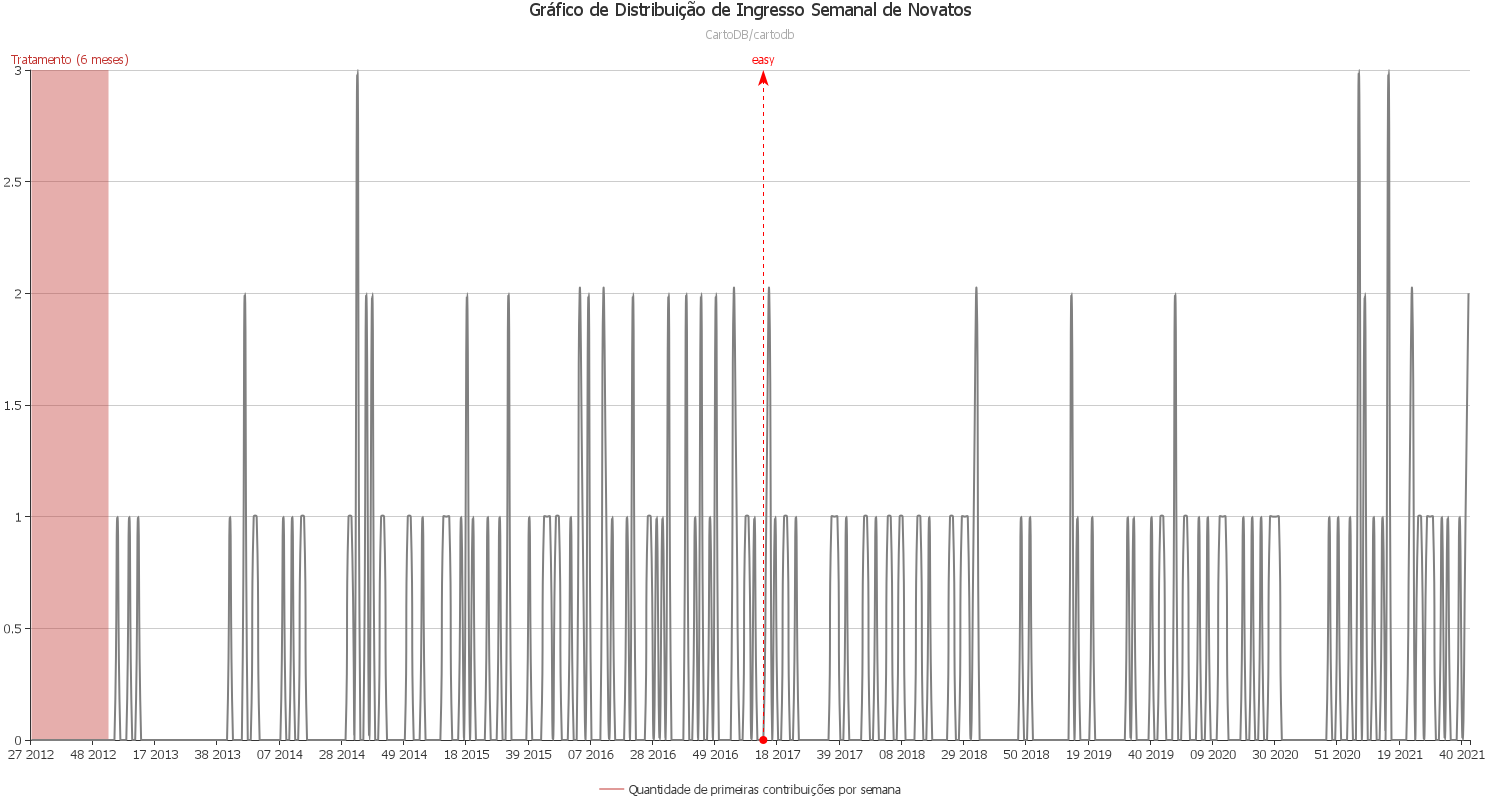 Gráfico de Distribuição de Ingresso Semanal de Novatos
CartoDB/cartodb
Tratamento (6 meses)
easy
3
2.5
2
1.5
1
0.5
0
27 2012 48 2012 17 2013 38 2013 07 2014 28 2014 49 2014 18 2015 39 2015 07 2016 28 2016 49 2016 18 2017 39 2017 08 2018 29 2018 50 2018 19 2019 40 2019 09 2020 30 2020 51 2020 19 2021 40 2021
Quantidade de primeiras contribuições por semana